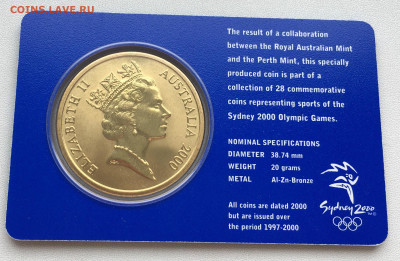 COINS.LAVE.RU
ELIZABETH II AUSTRALIA 2000
The result of a collaboration
between the Royal Australian Mint
and the Perth Mint, this specially
produced coin is part of a
collection of 28 commemorative
coins representing sports of the
Sydney 2000 Olympic Games.
NOMINAL SPECIFICATIONS
DIAMETER 38.74 mm
WEIGHT 20 grams
METAL Al-Zn-Bronze
All coins are dated 2000
but are issued over
the period 1997-2000
Sydney 2000